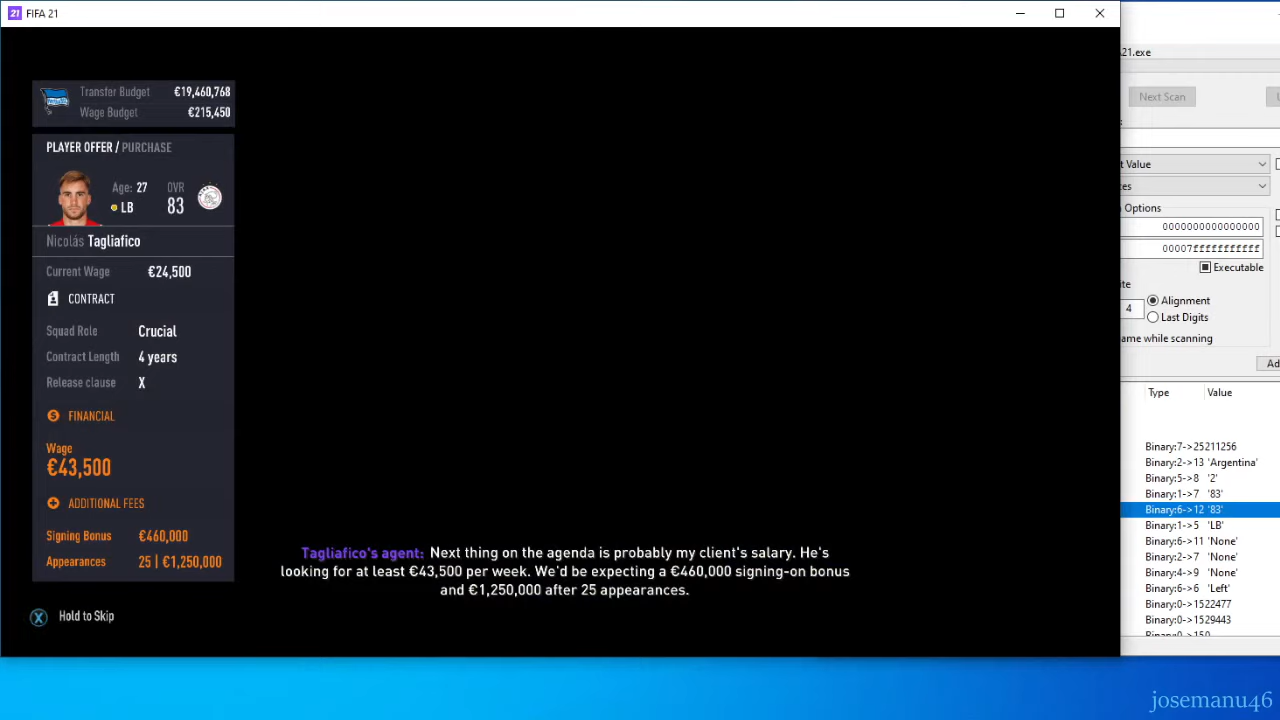 FIFA 21
21.exe
Transfer Budget €19,460,768
Wage Budget €215,450
PLAYER OFFER / PURCHASE
Age: 27
LB
OVR
83
Nicolás Tagliafico
Current Wage €24,500
CONTRACT
Squad Role Crucial
Contract Length 4 years
Release clause X
FINANCIAL
Wage
€43,500
ADDITIONAL FEES
Signing Bonus €460,000
Appearances 25 | €1,250,000
Tagliafico's agent: Next thing on the agenda is probably my client's salary. He's
looking for at least €43,500 per week. We'd be expecting a €460,000 signing-on bonus
and €1,250,000 after 25 appearances.
X Hold to Skip
Next Scan
t Value
tes
Options
0000000000000000
00007fffffffffff
Executable
ite
4
Alignment
Last Digits
ame while scanning
Ad
Type Value
Binary:7->25211256
Binary:2->13 'Argentina'
Binary:5->8 '2'
Binary:1->7 '83'
Binary:6->12 '83'
Binary:1->5 'LB'
Binary:6->11 'None'
Binary:2->7 'None'
Binary:4->9 'None'
Binary:6->6 'Left'
Binary:0->1522477
Binary:0->1529443
Binary:0->150
josemanu46